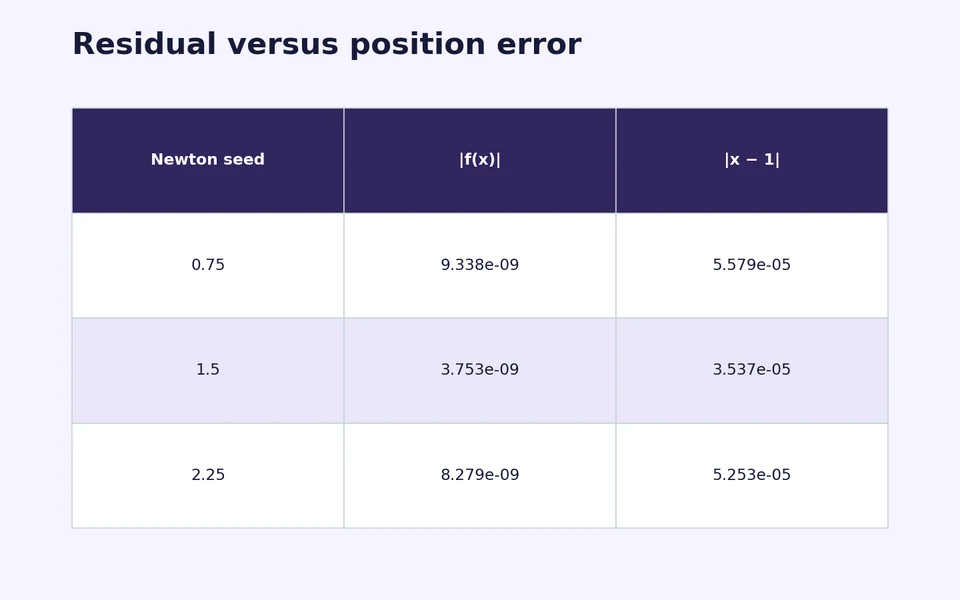 Residual versus position error
Newton seed |f(x)| |x − 1|
0.75 9.338e-09 5.579e-05
1.5 3.753e-09 3.537e-05
2.25 8.279e-09 5.253e-05